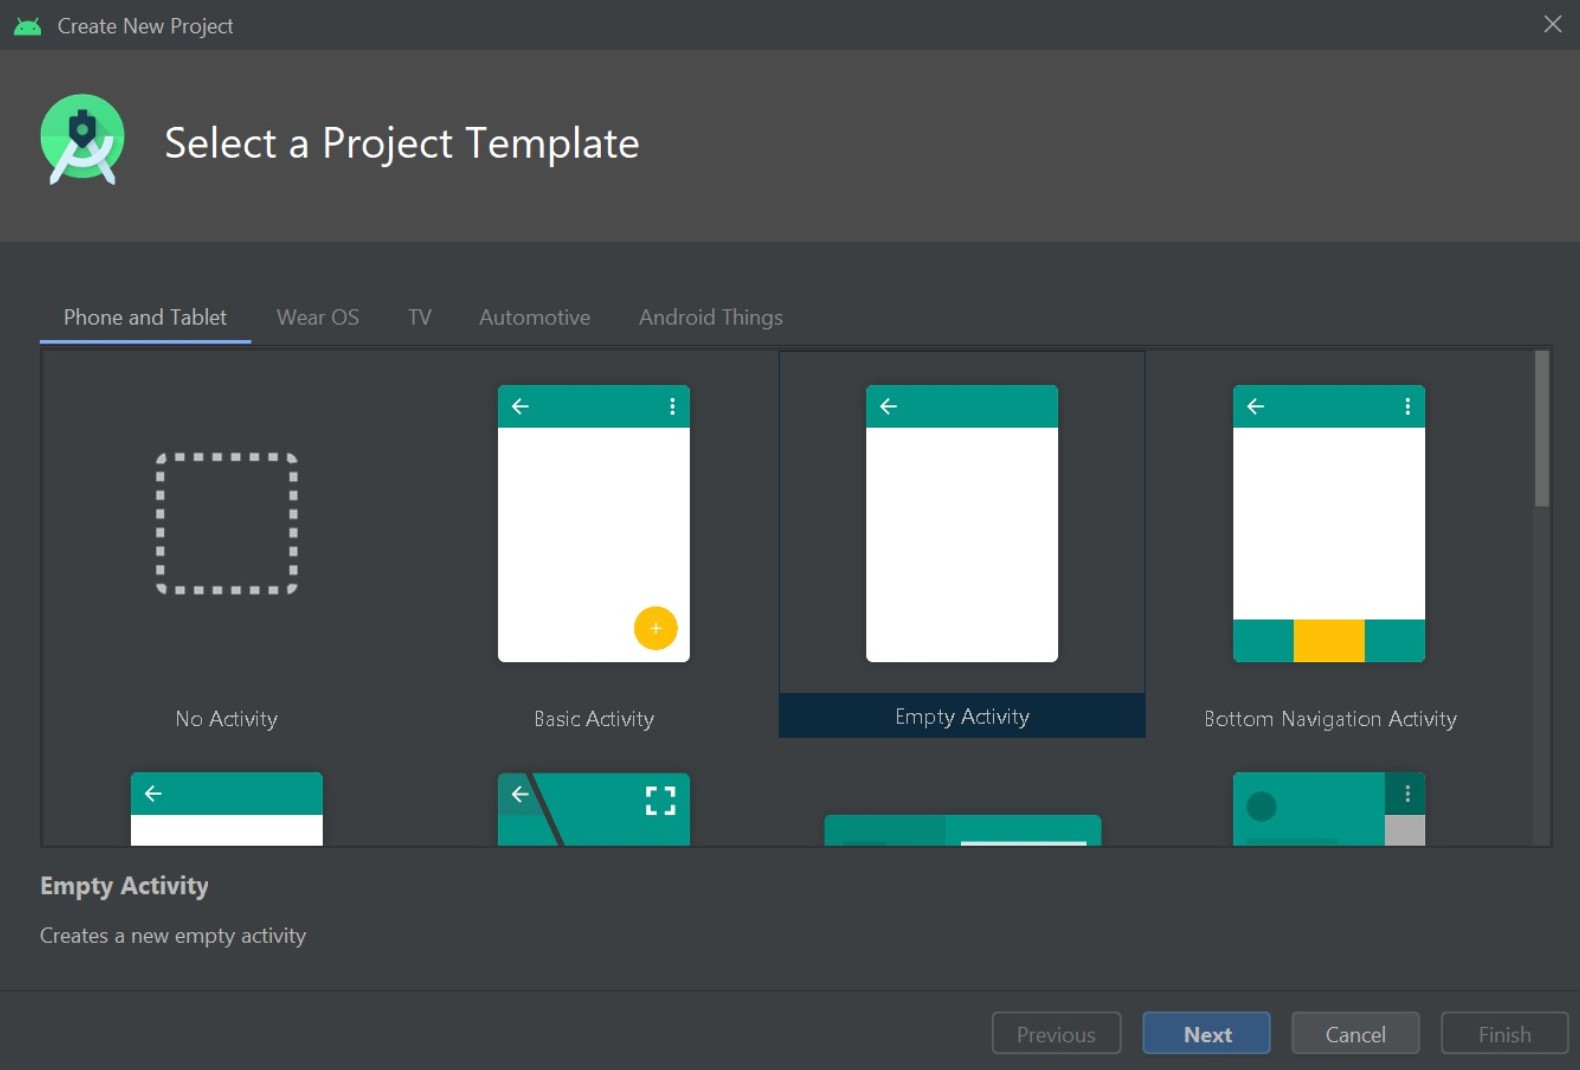 Create New Project
Select a Project Template
Phone and Tablet Wear OS TV Automotive Android Things
No Activity Basic Activity Empty Activity Bottom Navigation Activity
Empty Activity
Creates a new empty activity
Previous Next Cancel Finish